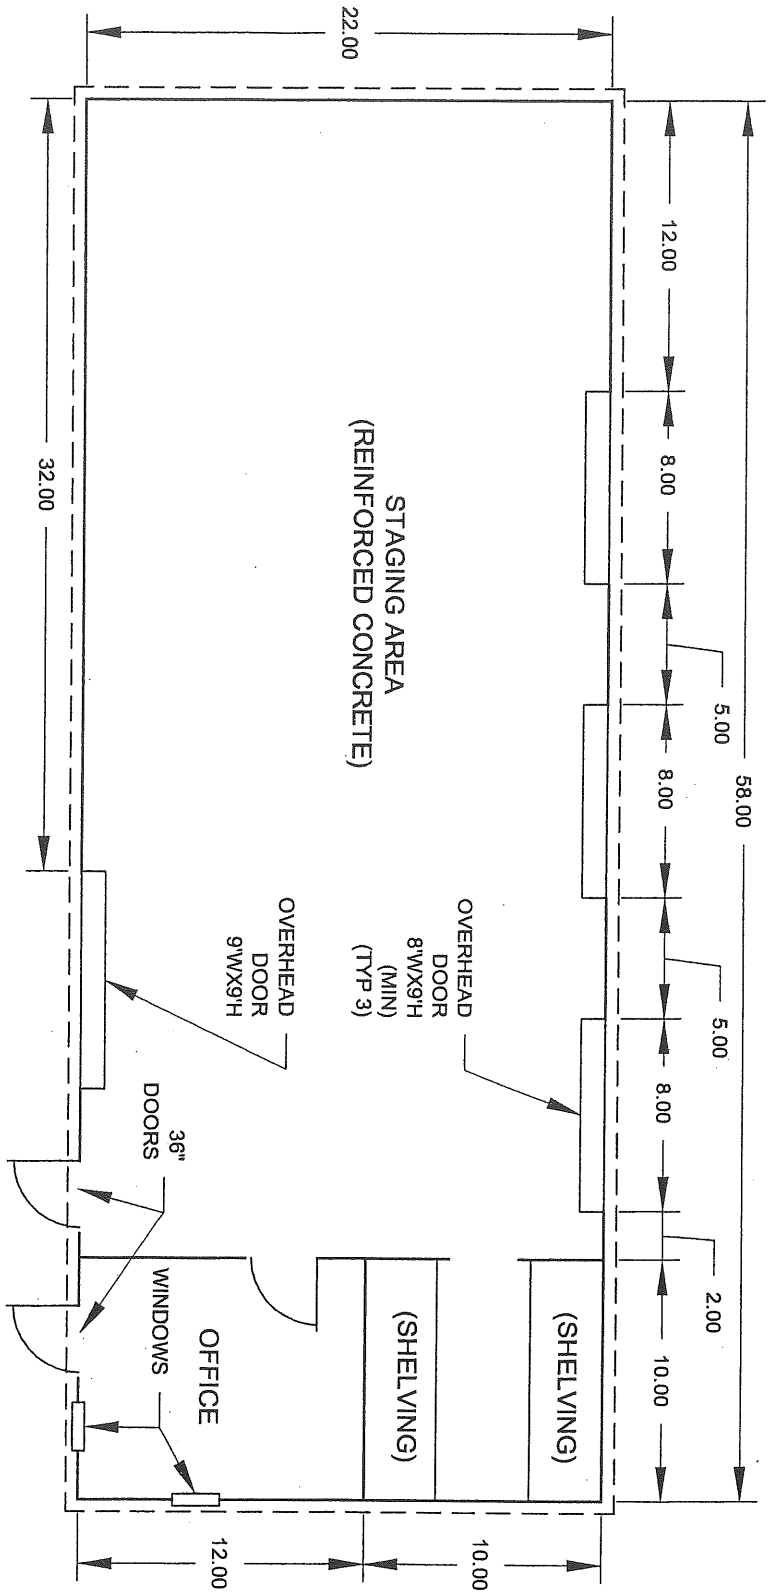 58.00
12.00
8.00
5.00
8.00
5.00
8.00
2.00
10.00
22.00
STAGING AREA
(REINFORCED CONCRETE)
OVERHEAD
DOOR
8'WX9'H
(MIN)
(TYP 3)
OVERHEAD
DOOR
9'WX9'H
(SHELVING)
(SHELVING)
10.00
OFFICE
WINDOWS
12.00
36"
DOORS
32.00